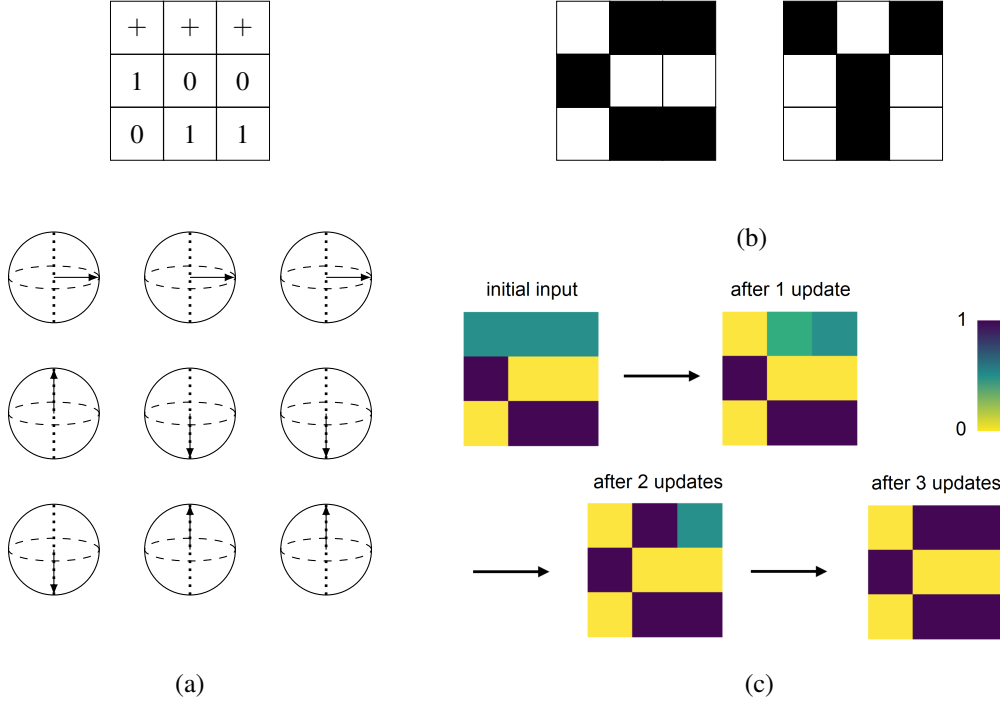 + + +
1 0 0
0 1 1
(b)
initial input
after 1 update
1
0
after 2 updates
after 3 updates
(a)
(c)